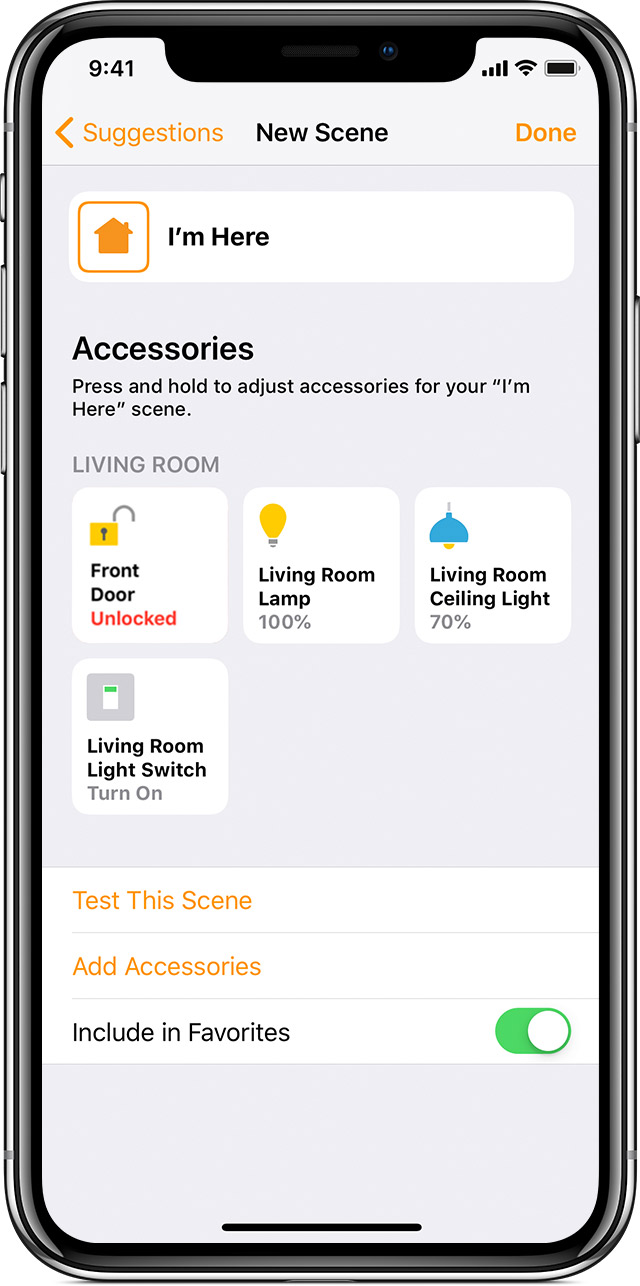 9:41
Suggestions New Scene Done
I’m Here
Accessories
Press and hold to adjust accessories for your “I’m
Here” scene.
LIVING ROOM
Front
Door
Unlocked
Living Room
Lamp
100%
Living Room
Ceiling Light
70%
Living Room
Light Switch
Turn On
Test This Scene
Add Accessories
Include in Favorites